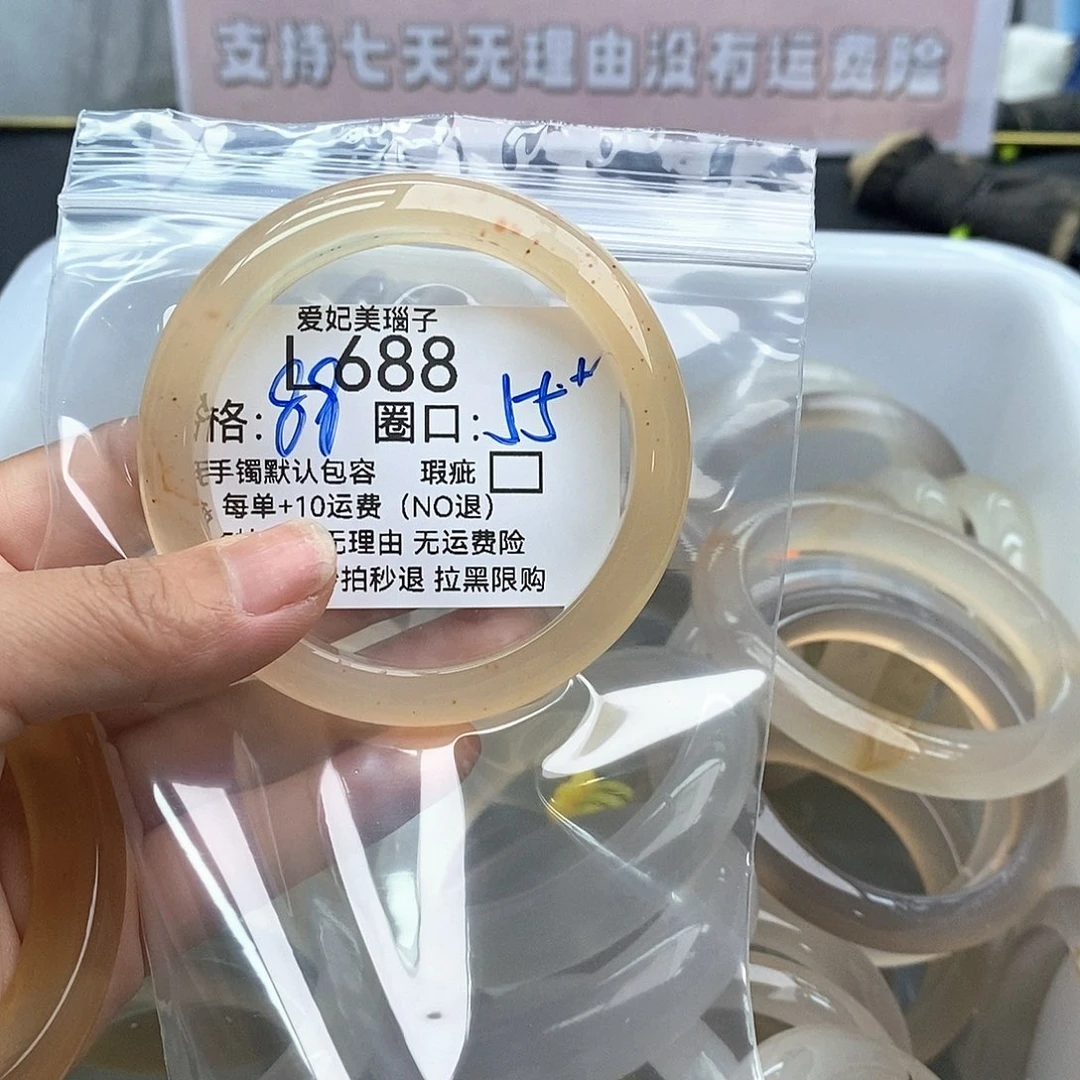 支持七天无理由没有运费险
爱妃美瑙子
L688
格:88 圈口:55+
手镯默认包容 瑕疵
每单+10运费（NO退）
无理由 无运费险
拍秒退 拉黑限购